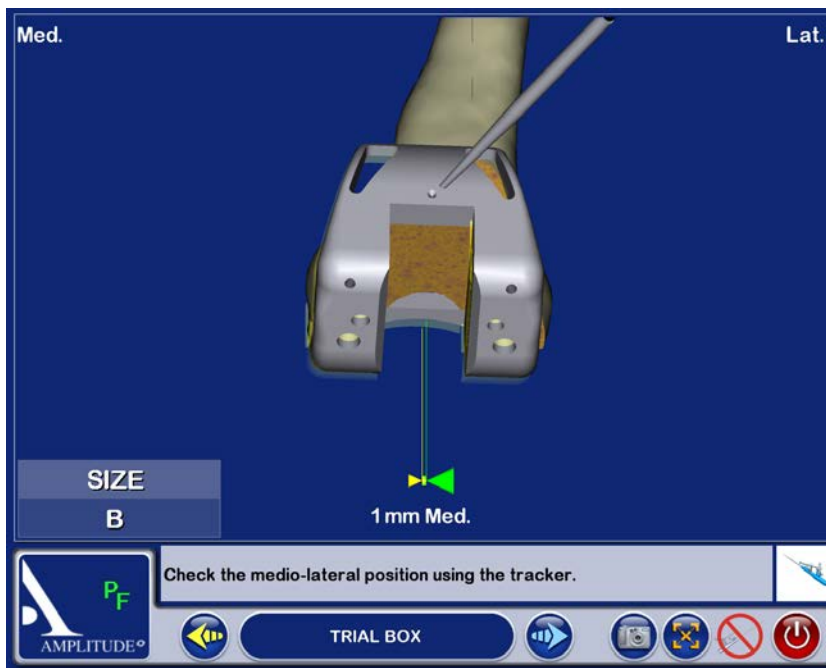 Med.
Lat.
SIZE
B
1 mm Med.
Check the medio-lateral position using the tracker.
PF
AMPLITUDE
TRIAL BOX